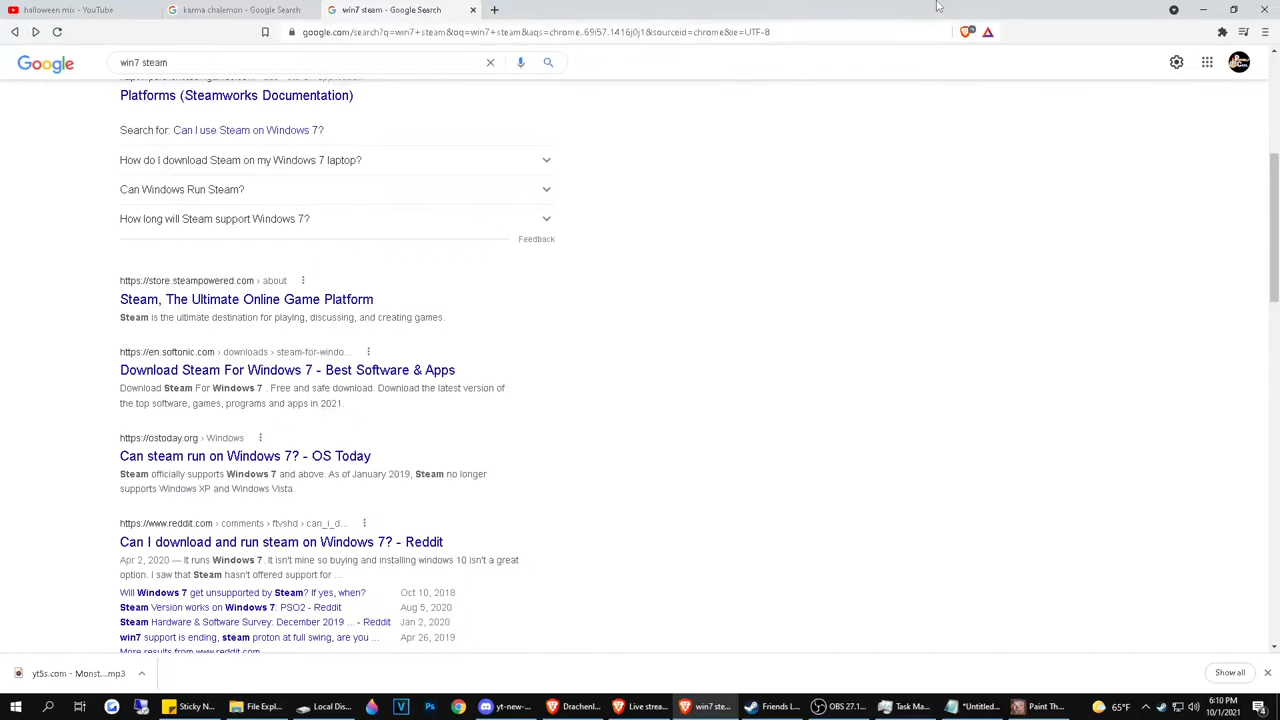 halloween mix - YouTube
karma chalemon - Google Search
win7 steam - Google Search
google.com/search?q=win7+steam&oq=win7+steam&aqs=chrome..69i57.1416j0j1&sourceid=chrome&ie=UTF-8
Google
win7 steam
Platforms (Steamworks Documentation)
Search for: Can I use Steam on Windows 7?
How do I download Steam on my Windows 7 laptop?
Can Windows Run Steam?
How long will Steam support Windows 7?
Feedback
https://store.steampowered.com › about
Steam, The Ultimate Online Game Platform
Steam is the ultimate destination for playing, discussing, and creating games.
https://en.softonic.com › downloads › steam-for-windo...
Download Steam For Windows 7 - Best Software & Apps
Download Steam For Windows 7 . Free and safe download. Download the latest version of
the top software, games, programs and apps in 2021.
https://ostoday.org › Windows
Can steam run on Windows 7? - OS Today
Steam officially supports Windows 7 and above. As of January 2019, Steam no longer
supports Windows XP and Windows Vista.
https://www.reddit.com › comments › ftvshd › can_i_d...
Can I download and run steam on Windows 7? - Reddit
Apr 2, 2020 — It runs Windows 7. It isn't mine so buying and installing windows 10 isn't a great
option. I saw that Steam hasn't offered support for ...
Will Windows 7 get unsupported by Steam? If yes, when? Oct 10, 2018
Steam Version works on Windows 7: PSO2 - Reddit Aug 5, 2020
Steam Hardware & Software Survey: December 2019 ... - Reddit Jan 2, 2020
win7 support is ending, steam proton at full swing, are you ... Apr 26, 2019
More results from www.reddit.com
yt5s.com - Monst....mp3
Show all
Sticky N...
File Expl...
Local Dis...
yt-new-...
Drachenl...
Live strea...
win7 ste...
Friends L...
OBS 27.1...
Task Ma...
*Untitled...
Paint Th...
65°F
6:10 PM
10/1/2021